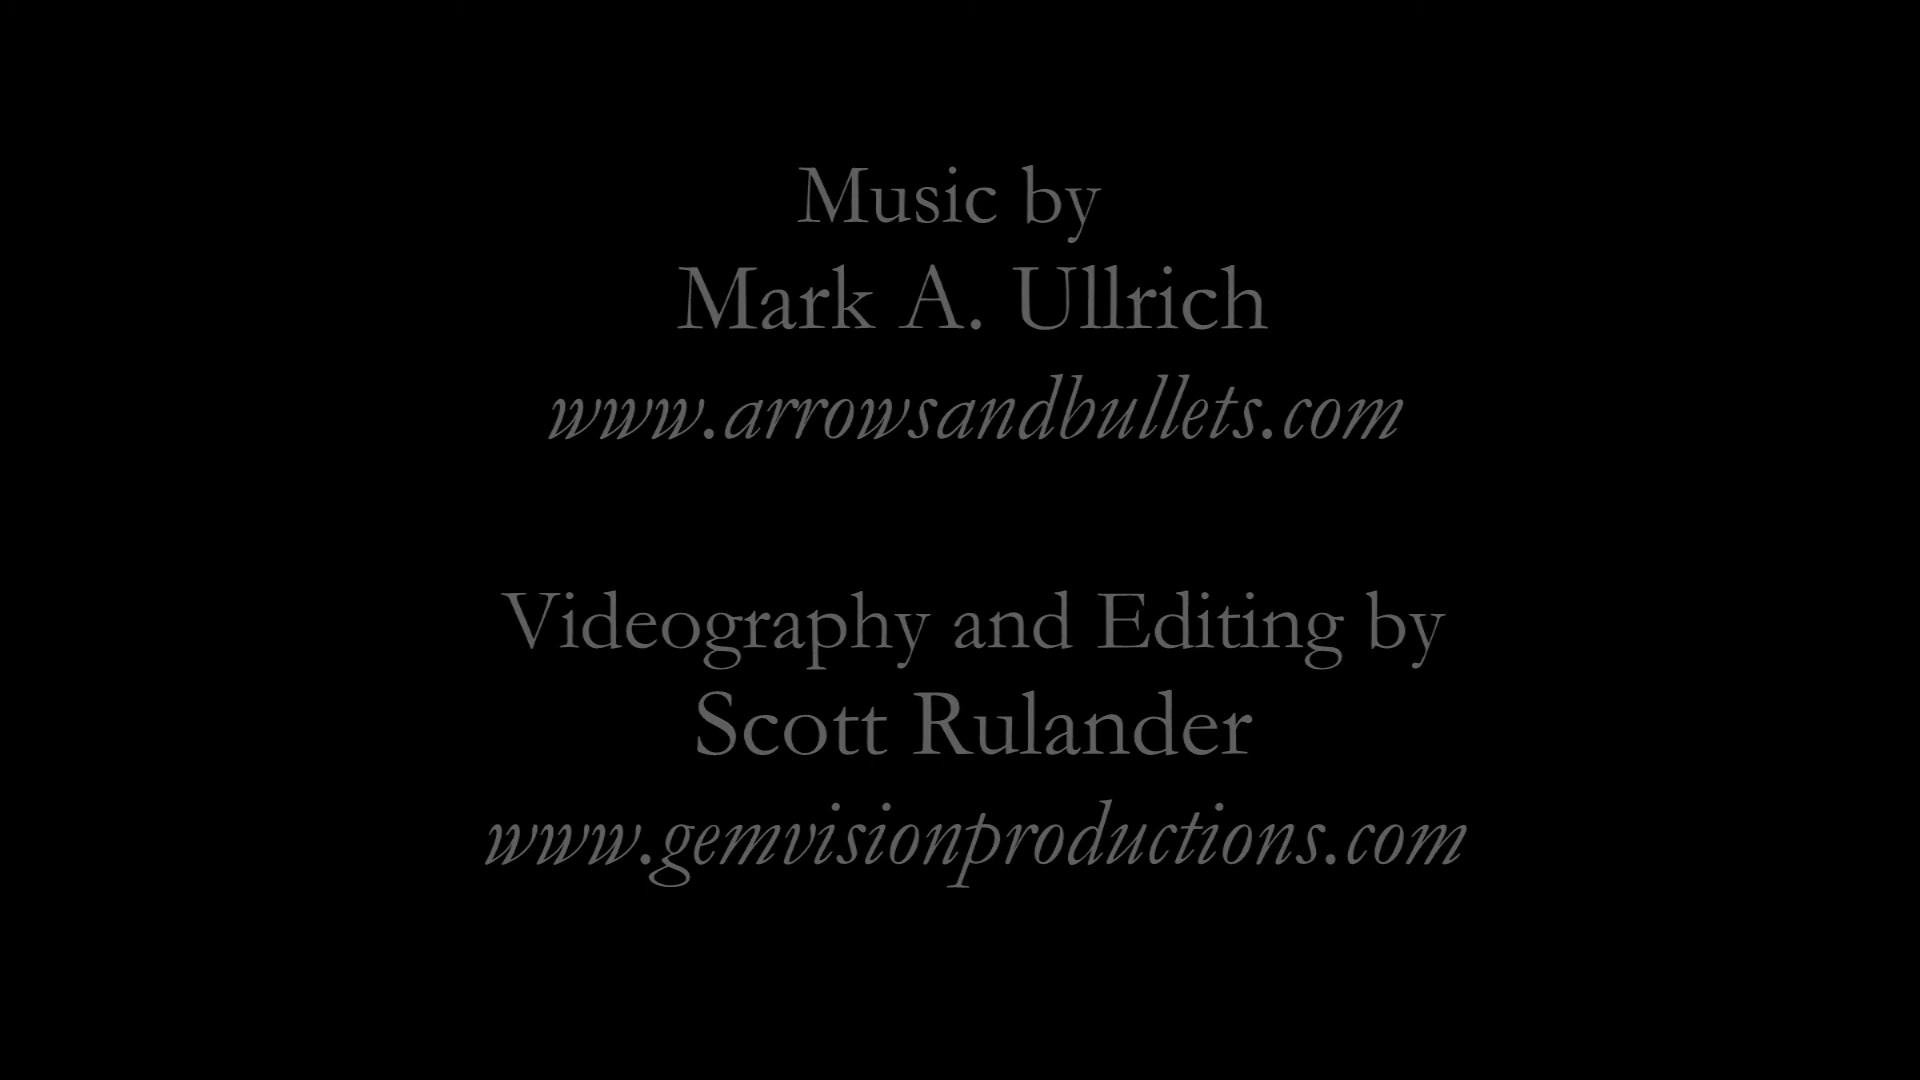 Music by
Mark A. Ullrich
www.arrowsandbullets.com
Videography and Editing by
Scott Rulander
www.gemvisionproductions.com